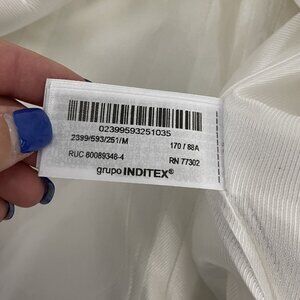 02399593251035
2399/593/251/M 170 / 88A
RUC 80089348-4 RN 77302
grupo INDITEX®